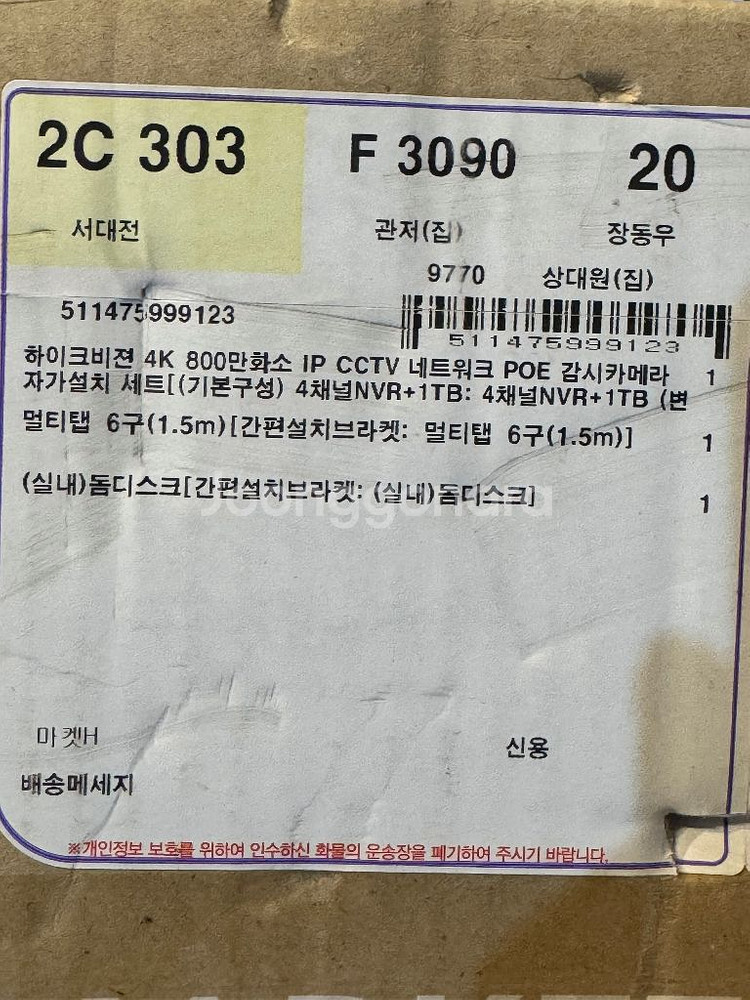 2C 303 F 3090 20
서대전 관저(집) 장동우
9770 상대원(집)
511475999123
511475999123
하이크비젼 4K 800만화소 IP CCTV 네트워크 POE 감시카메라 1
자가설치 세트[(기본구성) 4채널NVR+1TB: 4채널NVR+1TB (변
멀티탭 6구(1.5m)[간편설치브라켓: 멀티탭 6구(1.5m)] 1
(실내)돔디스크[간편설치브라켓: (실내)돔디스크] 1
Joonggonara
마켓H 신용
배송메세지
※개인정보 보호를 위하여 인수하신 화물의 운송장을 폐기하여 주시기 바랍니다.